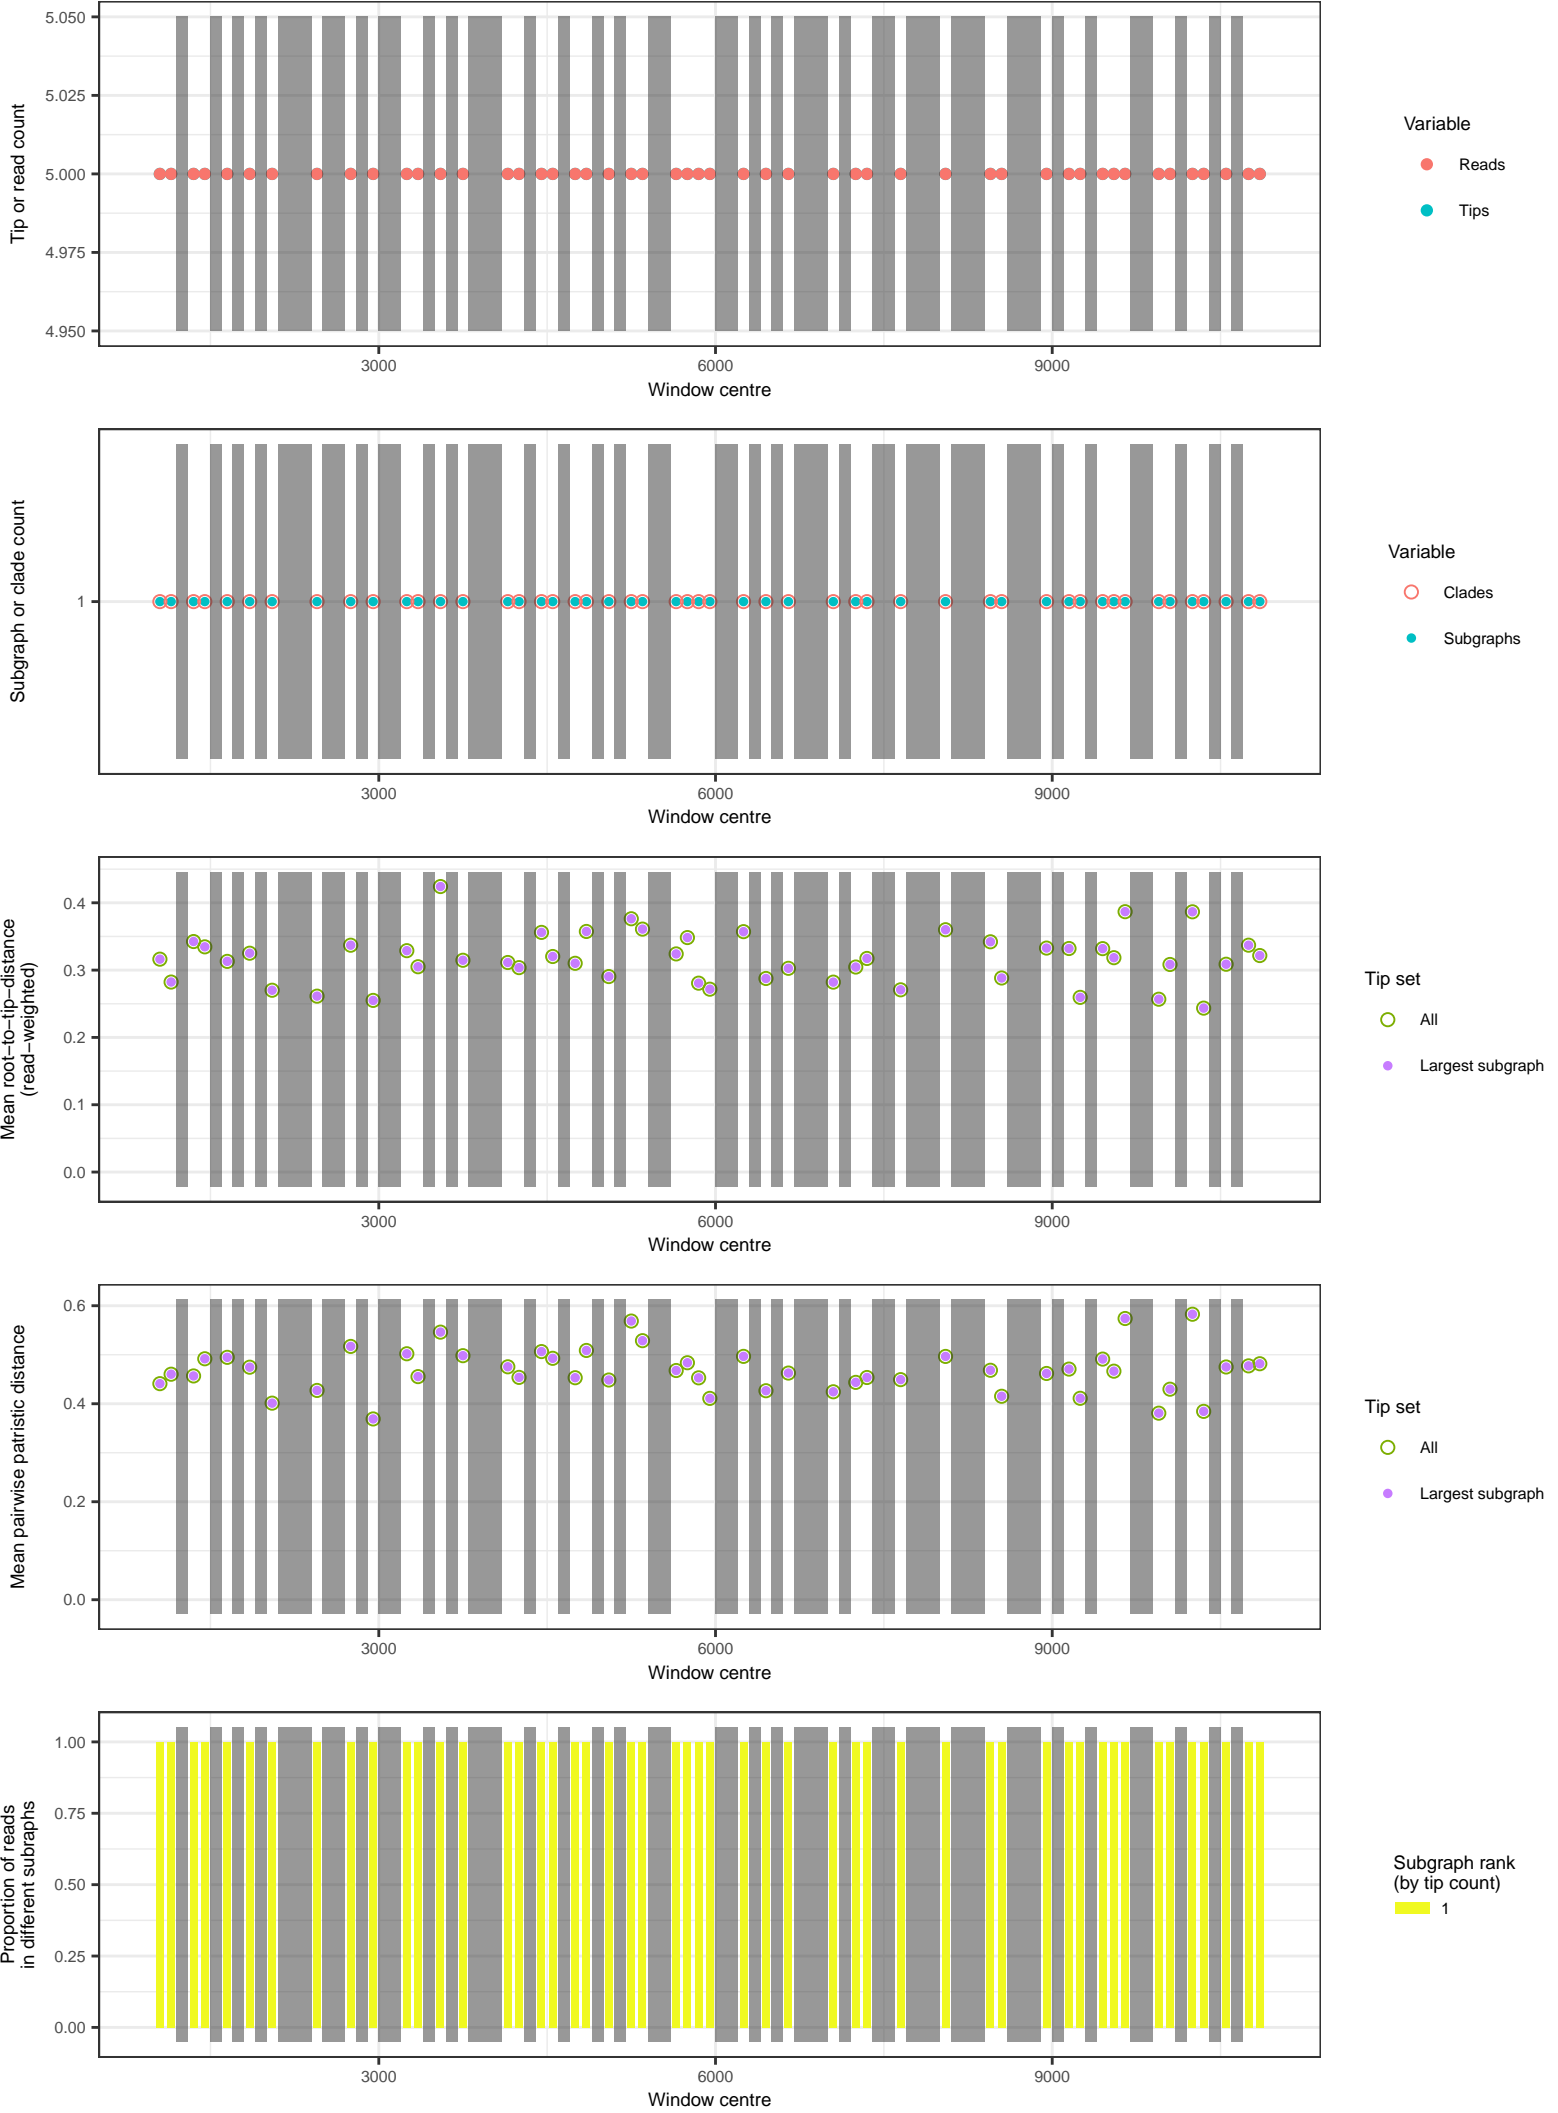 5.050
5.025
5.000
4.975
4.950
Tip or read count
3000
6000
9000
Window centre
Variable
Reads
Tips
1
Subgraph or clade count
3000
6000
9000
Window centre
Variable
Clades
Subgraphs
0.4
0.3
0.2
0.1
0.0
Mean root−to−tip−distance
(read−weighted)
3000
6000
9000
Window centre
Tip set
All
Largest subgraph
0.6
0.4
0.2
0.0
Mean pairwise patristic distance
3000
6000
9000
Window centre
Tip set
All
Largest subgraph
1.00
0.75
0.50
0.25
0.00
Proportion of reads
in different subraphs
3000
6000
9000
Window centre
Subgraph rank
(by tip count)
1